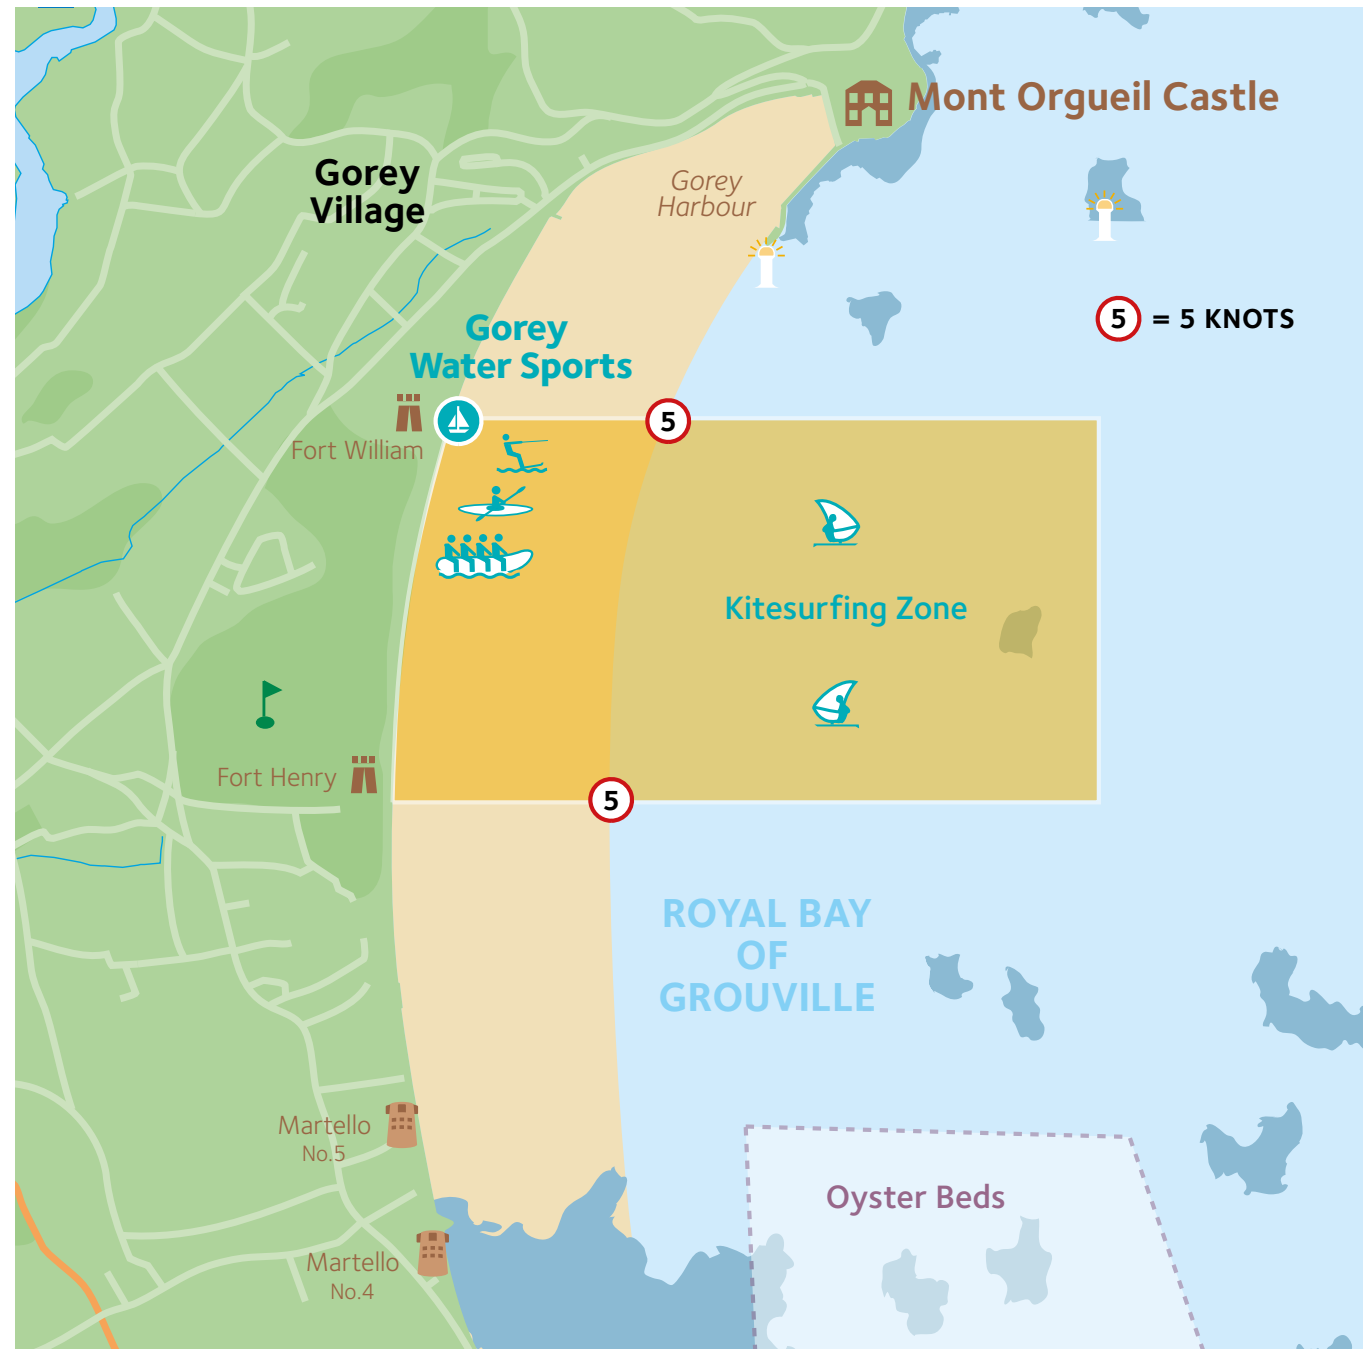 Mont Orgueil Castle
Gorey
Village
Gorey
Harbour
5 = 5 KNOTS
Gorey
Water Sports
5
Fort William
Kitesurfing Zone
Fort Henry
5
ROYAL BAY
OF
GROUVILLE
Martello
No.5
Oyster Beds
Martello
No.4